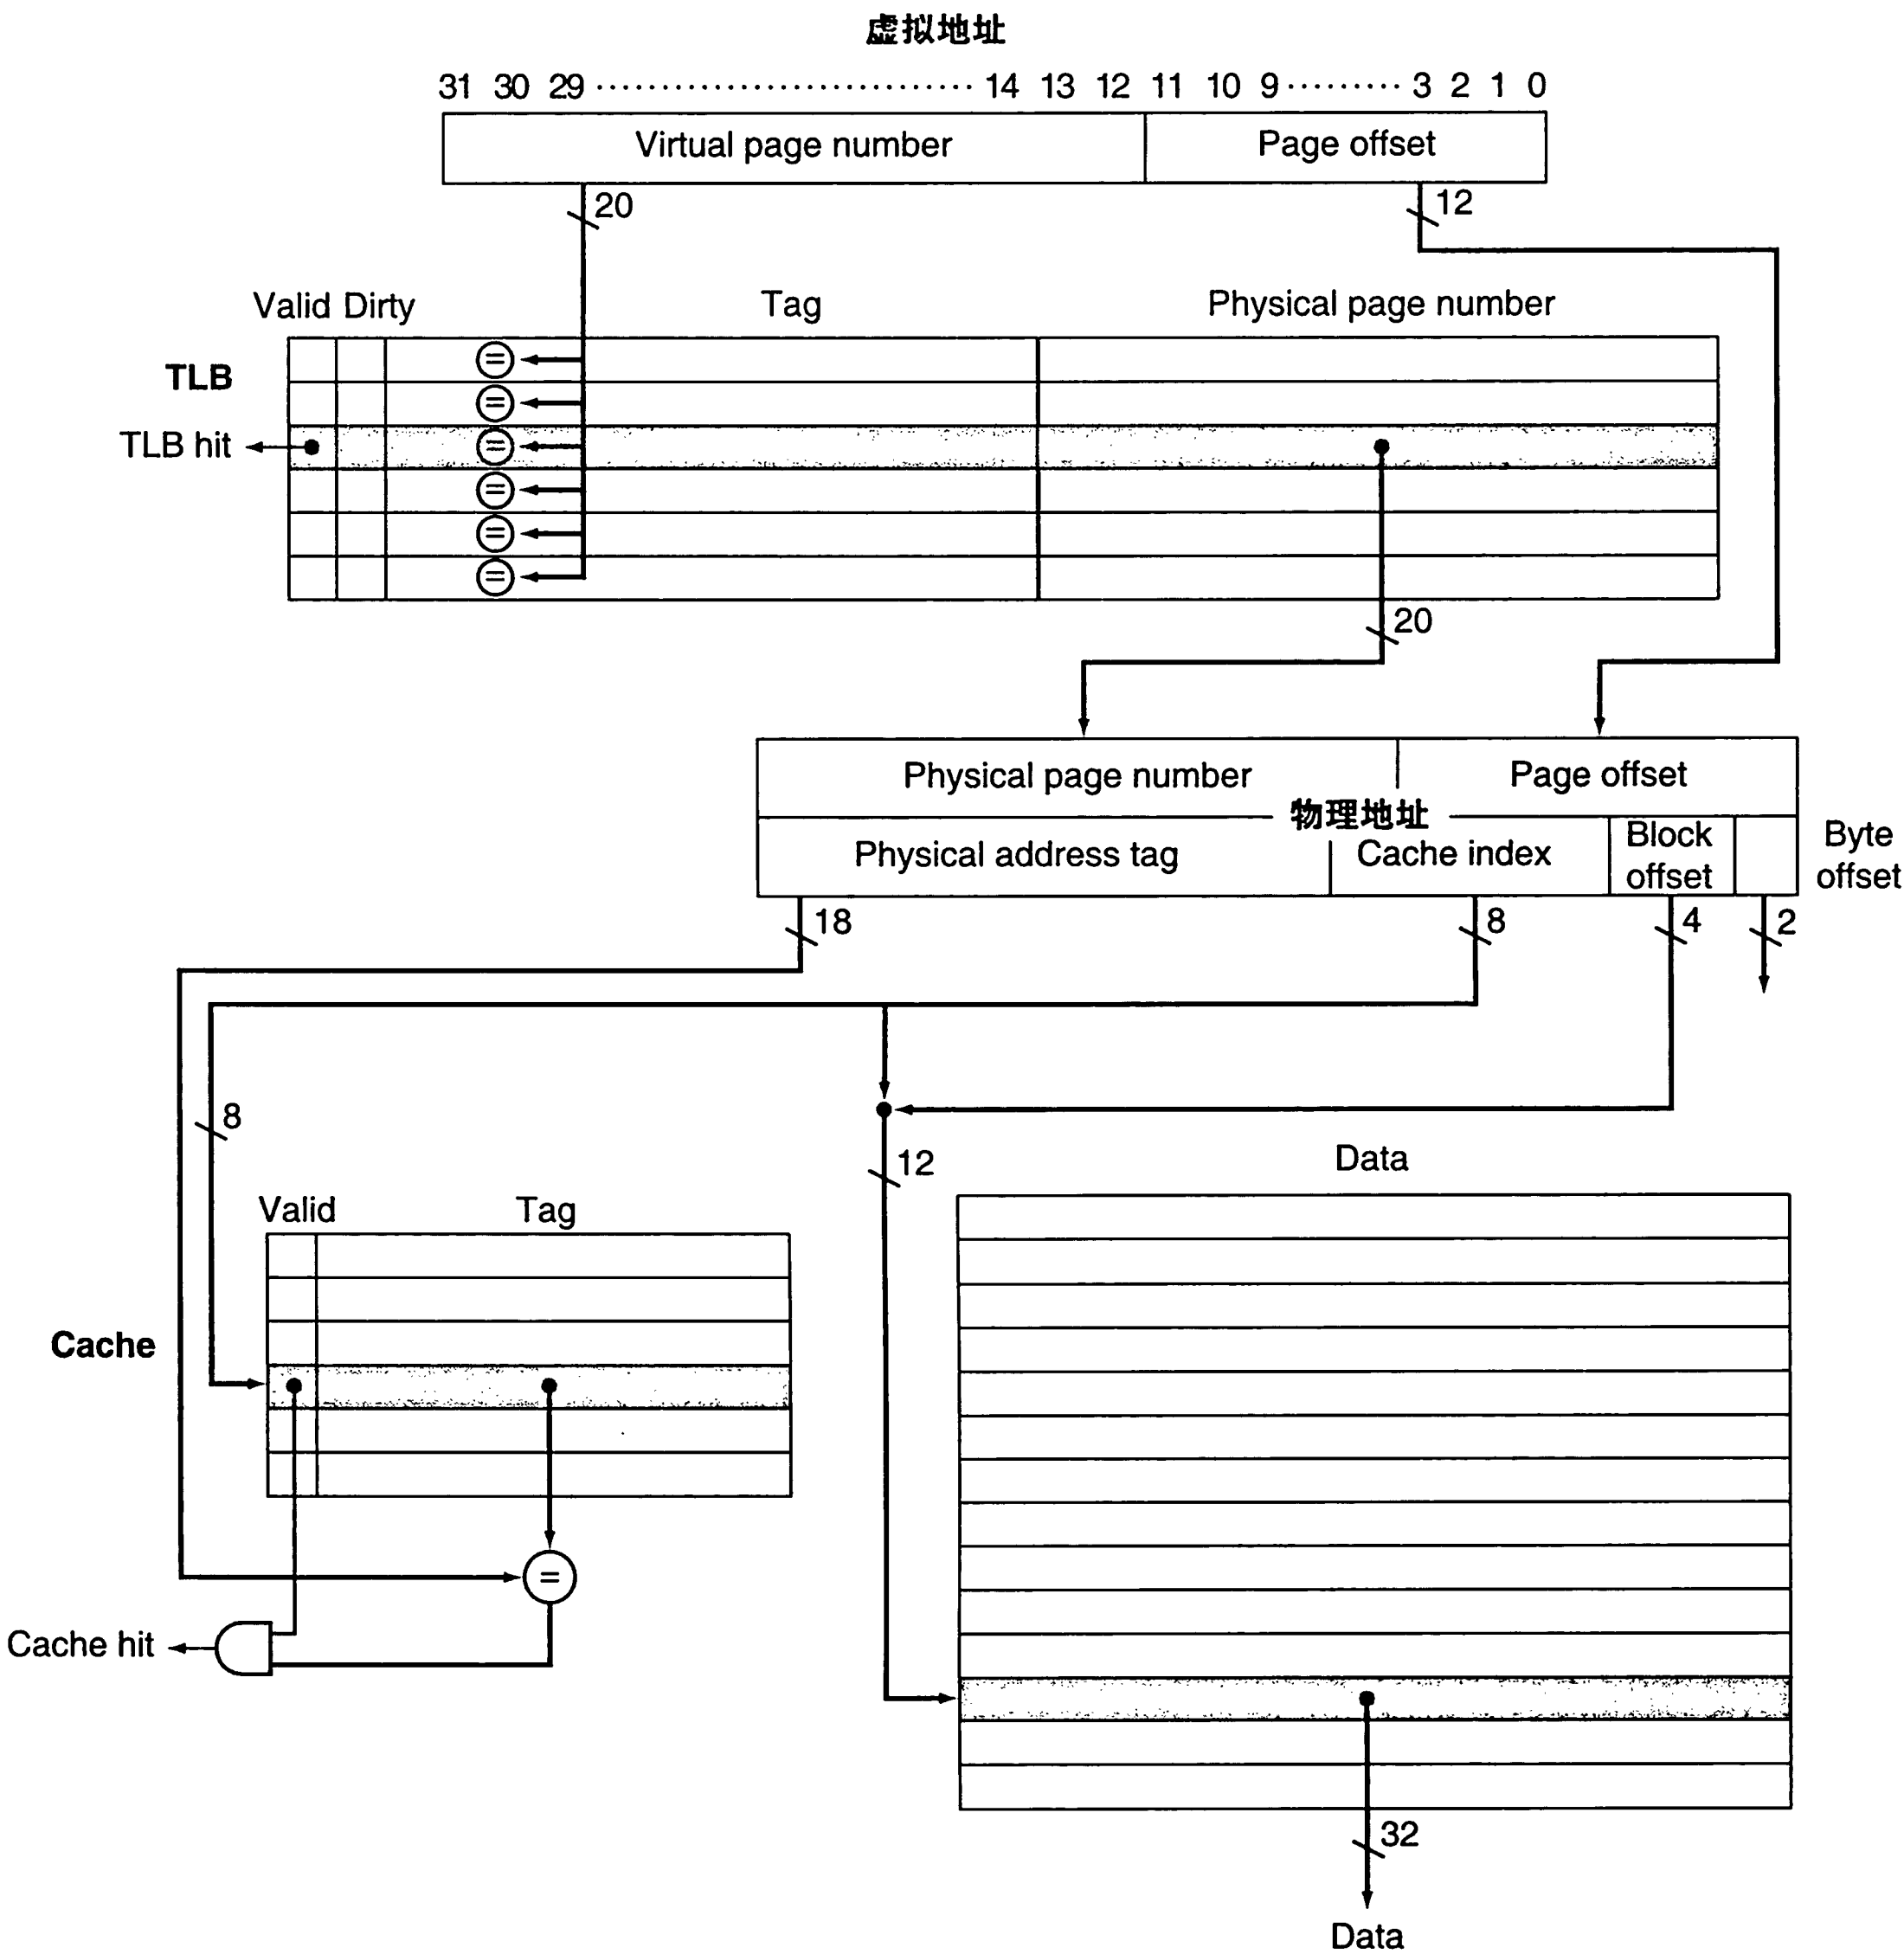 虚拟地址
31 30 29 ····························· 14 13 12 11 10 9 ········· 3 2 1 0
Virtual page number Page offset
20 12
Valid Dirty Tag Physical page number
TLB
=
=
TLB hit =
=
=
=
20
Physical page number Page offset
物理地址
Physical address tag Cache index Block offset Byte offset
18 8 4 2
8
12
Data
Valid Tag
Cache
=
Cache hit
32
Data